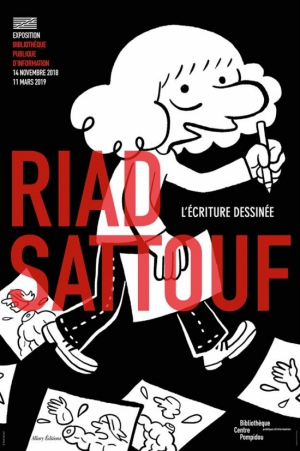 EXPOSITION
BIBLIOTHÈQUE
PUBLIQUE
D'INFORMATION
14 NOVEMBRE 2018
11 MARS 2019
RIAD
L'ÉCRITURE DESSINÉE
SATTOUF
Allary Éditions
Bibliothèque
Centre
Pompidou